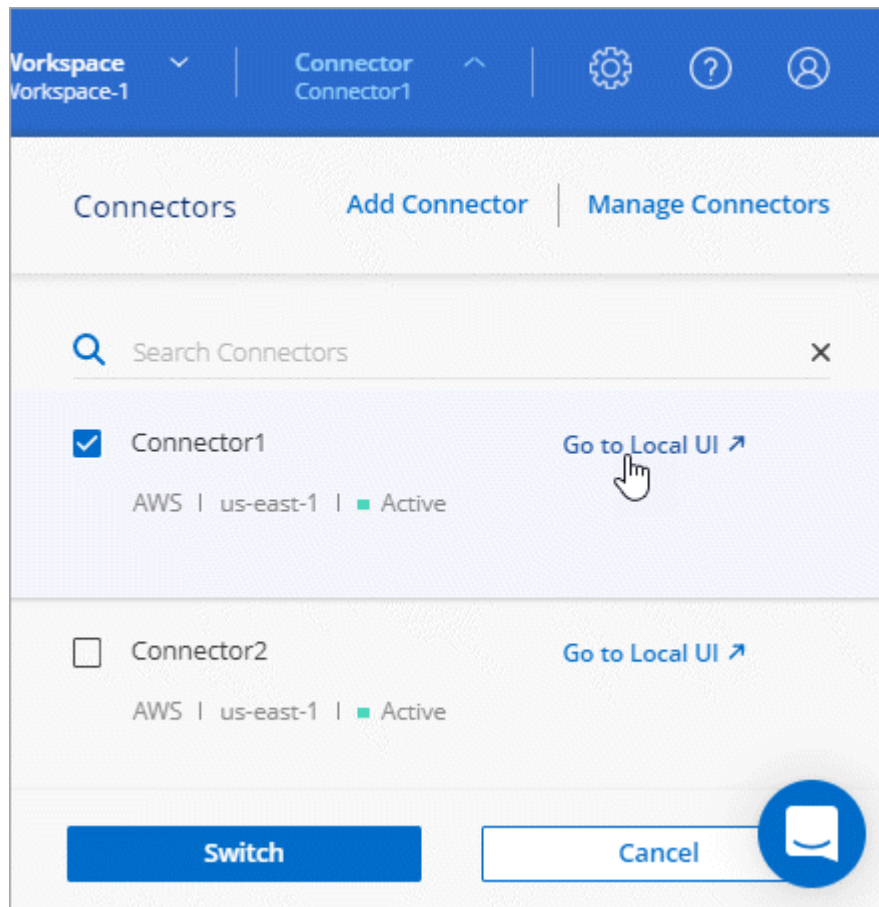 Workspace Connector
Workspace-1 Connector1
Connectors Add Connector Manage Connectors
Search Connectors
Connector1 Go to Local UI
AWS | us-east-1 | Active
Connector2 Go to Local UI
AWS | us-east-1 | Active
Switch Cancel